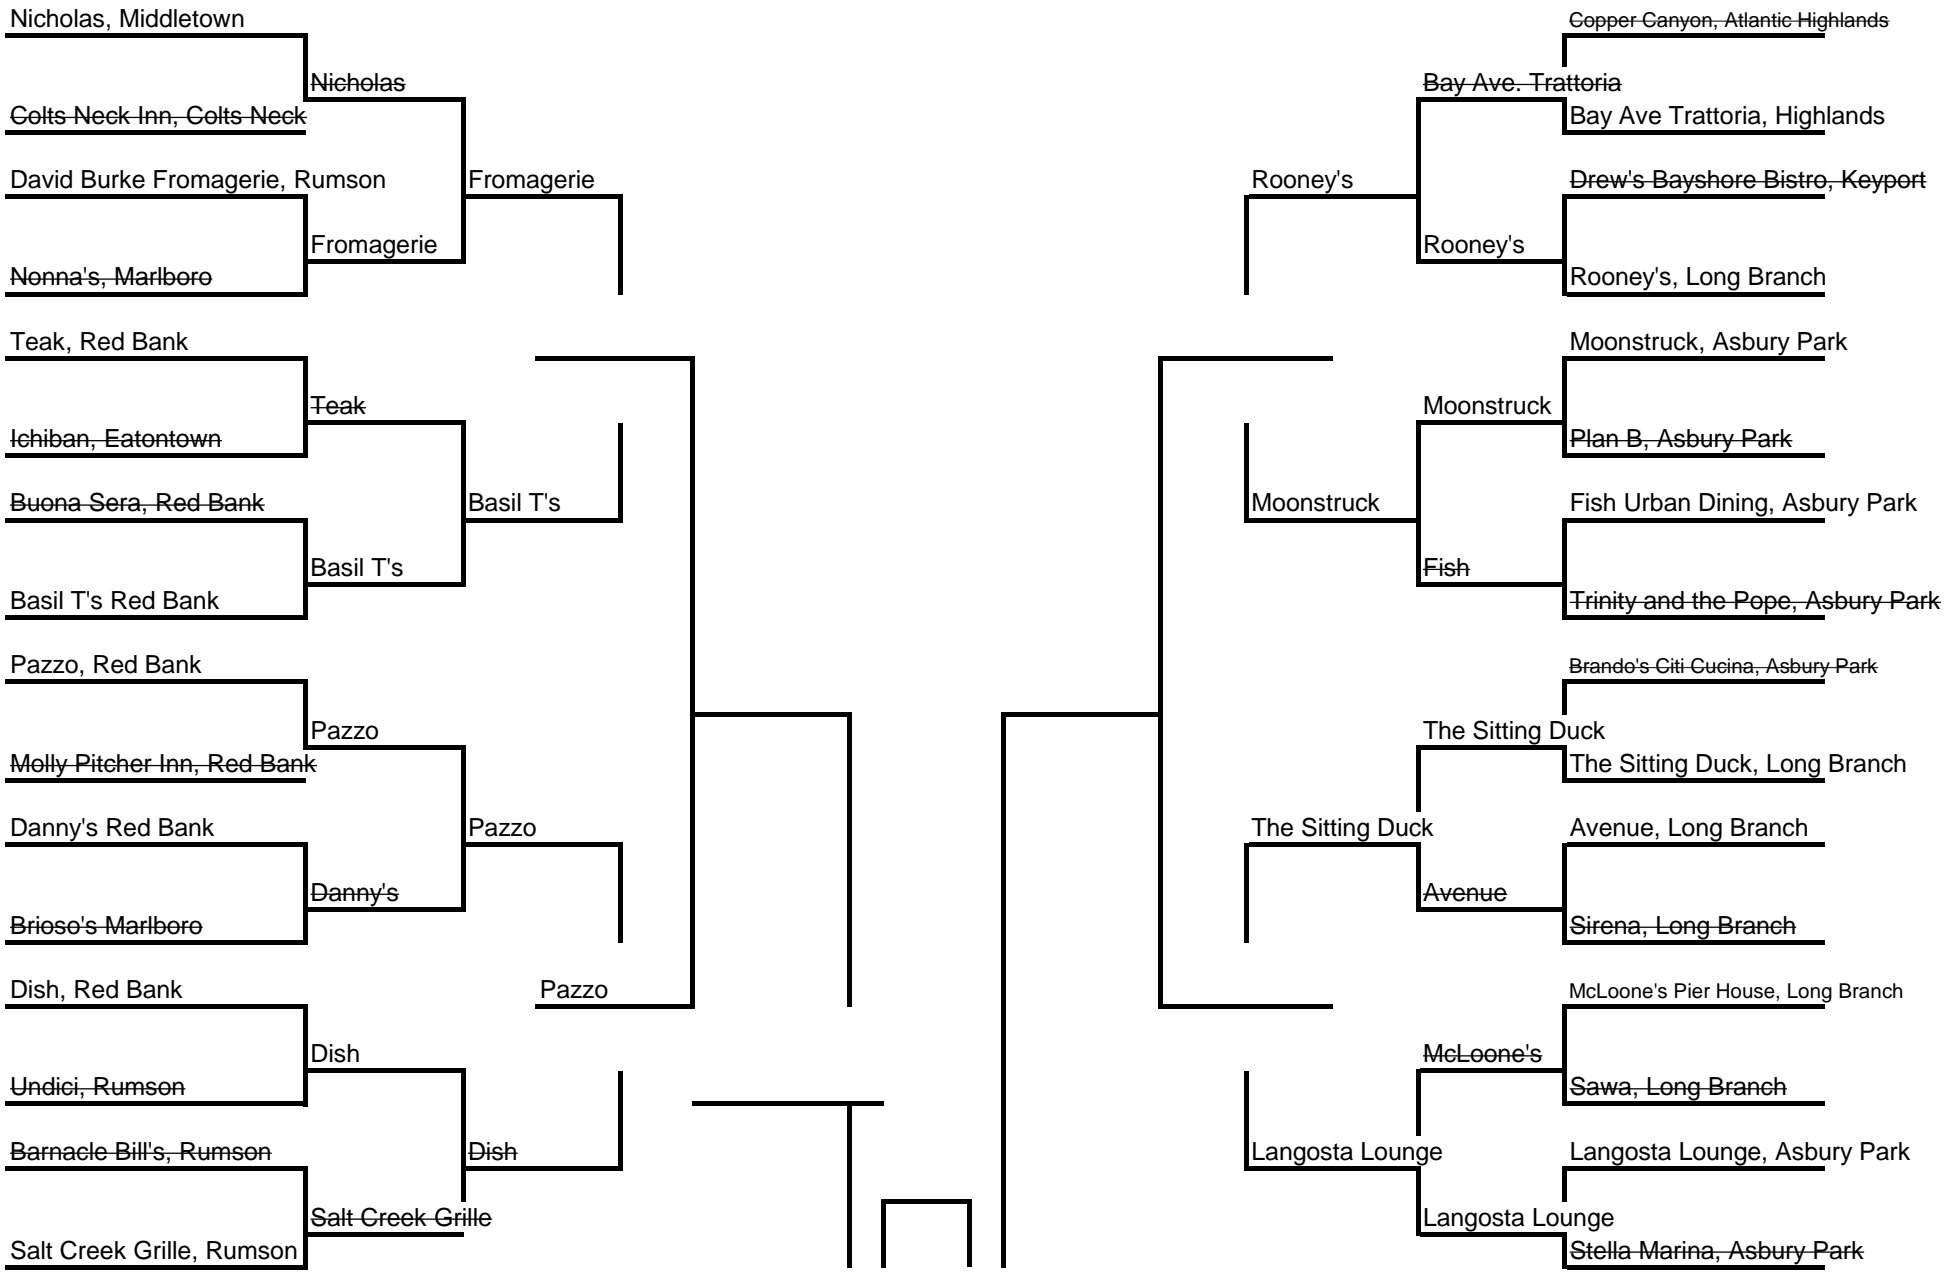 Nicholas, Middletown
Copper Canyon, Atlantic Highlands
Nicholas
Bay Ave. Trattoria
Colts Neck Inn, Colts Neck
Bay Ave Trattoria, Highlands
David Burke Fromagerie, Rumson
Fromagerie
Rooney's
Drew's Bayshore Bistro, Keyport
Fromagerie
Rooney's
Nonna's, Marlboro
Rooney's, Long Branch
Teak, Red Bank
Moonstruck, Asbury Park
Teak
Moonstruck
Ichiban, Eatontown
Plan B, Asbury Park
Buona Sera, Red Bank
Basil T's
Moonstruck
Fish Urban Dining, Asbury Park
Basil T's
Fish
Basil T's Red Bank
Trinity and the Pope, Asbury Park
Pazzo, Red Bank
Brando's Citi Cucina, Asbury Park
Pazzo
The Sitting Duck
Molly Pitcher Inn, Red Bank
The Sitting Duck, Long Branch
Danny's Red Bank
Pazzo
The Sitting Duck
Avenue, Long Branch
Danny's
Avenue
Brioso's Marlboro
Sirena, Long Branch
Dish, Red Bank
Pazzo
McLoone's Pier House, Long Branch
Dish
McLoone's
Undici, Rumson
Sawa, Long Branch
Barnacle Bill's, Rumson
Dish
Langosta Lounge
Langosta Lounge, Asbury Park
Salt Creek Grille
Langosta Lounge
Salt Creek Grille, Rumson
Stella Marina, Asbury Park